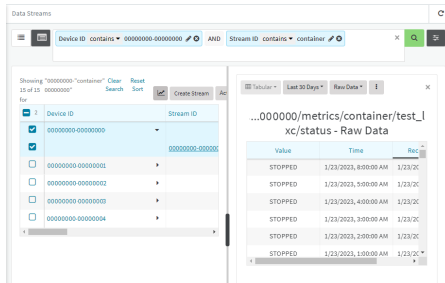 Data Streams
Device ID contains 00000000-00000000 AND Stream ID contains container
Showing "00000000-"container" Clear Reset
15 of 15 00000000" Search Sort
for
Create Stream
Device ID Stream ID
00000000-00000000
00000000-00000001
00000000-00000002
00000000-00000003
00000000-00000004
Tabular Last 30 Days Raw Data
...000000/metrics/container/test_l
xc/status - Raw Data
Value Time Rec
STOPPED 1/23/2023, 8:00:00 AM 1/23/20
STOPPED 1/23/2023, 5:00:00 AM 1/23/20
STOPPED 1/23/2023, 4:00:00 AM 1/23/20
STOPPED 1/23/2023, 3:00:00 AM 1/23/20
STOPPED 1/23/2023, 2:00:00 AM 1/23/20
STOPPED 1/23/2023, 1:00:00 AM 1/23/20